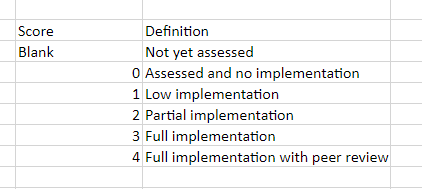 Score Definition
Blank Not yet assessed
0 Assessed and no implementation
1 Low implementation
2 Partial implementation
3 Full implementation
4 Full implementation with peer review